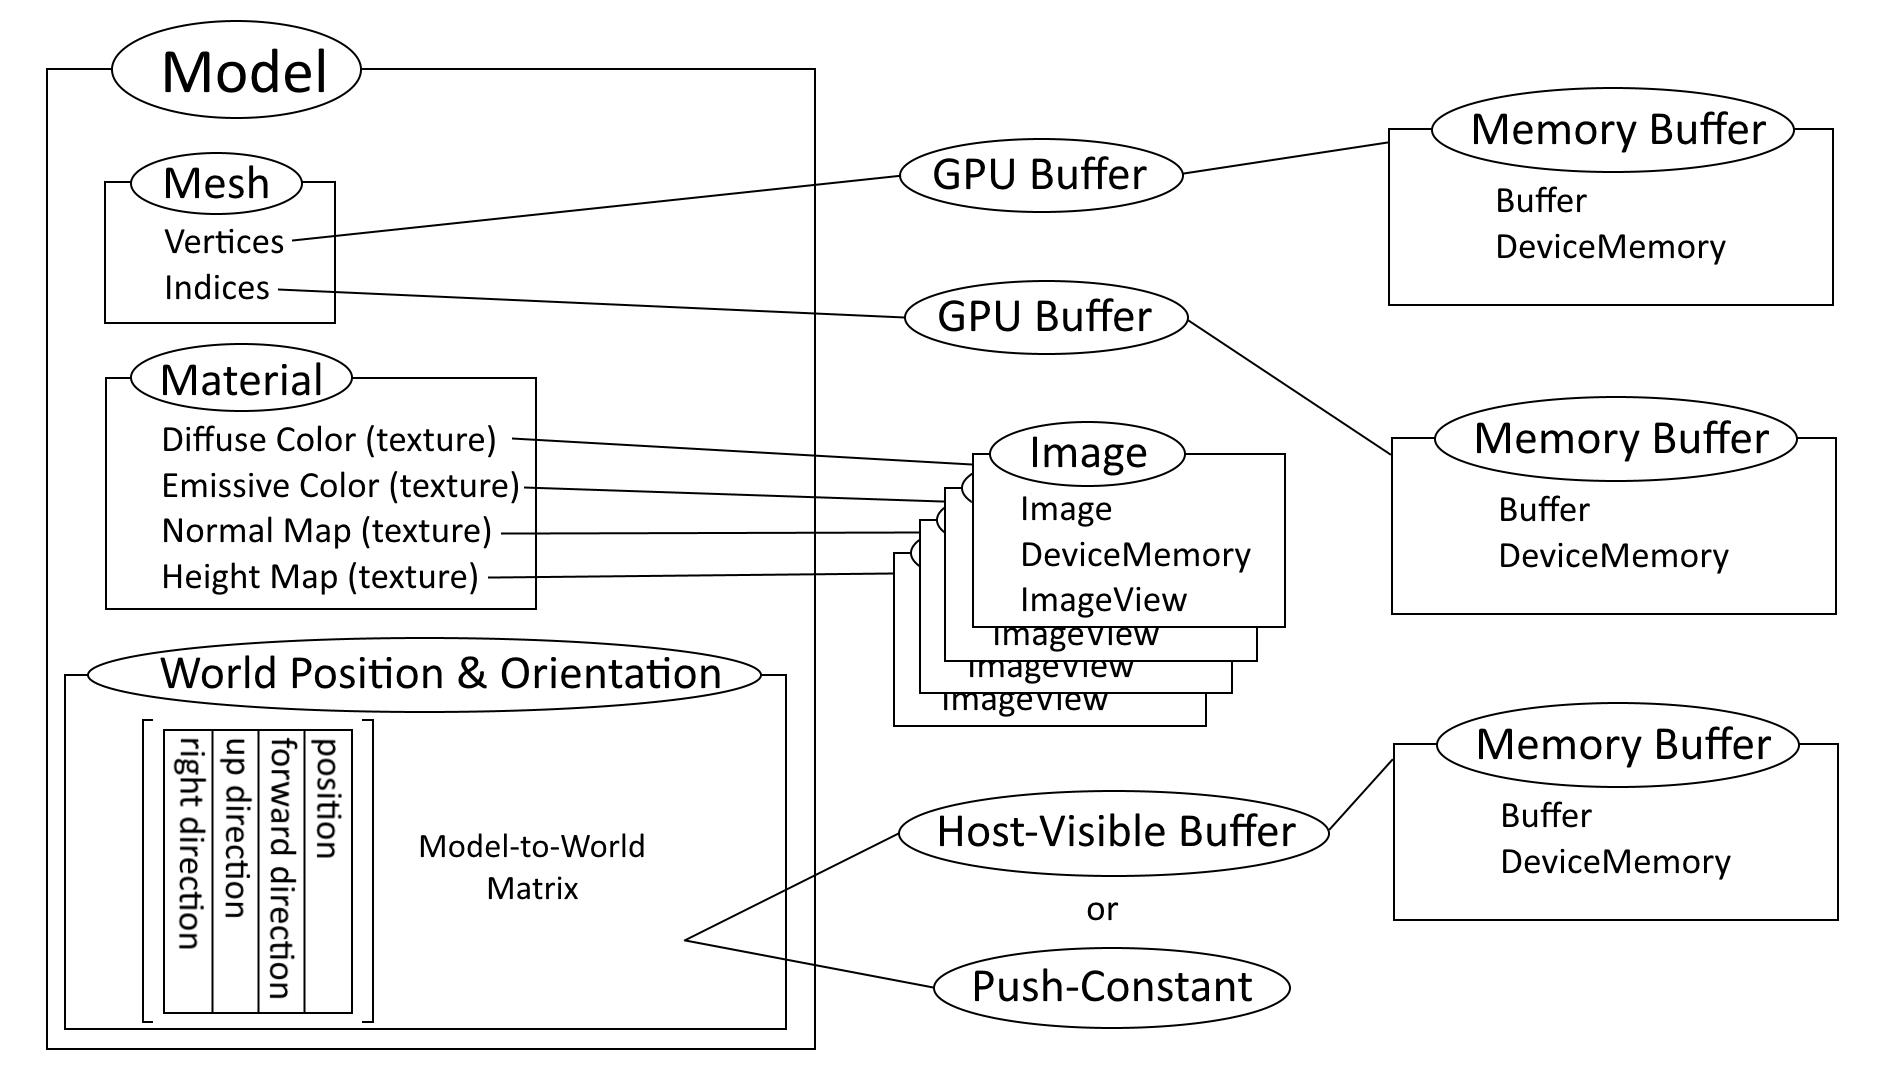 Model
Mesh
Vertices
Indices
Material
Diffuse Color (texture)
Emissive Color (texture)
Normal Map (texture)
Height Map (texture)
World Position & Orientation
right direction
up direction
forward direction
position
Model-to-World
Matrix
GPU Buffer
GPU Buffer
Image
Image
DeviceMemory
ImageView
ImageView
ImageView
ImageView
Host-Visible Buffer
or
Push-Constant
Memory Buffer
Buffer
DeviceMemory
Memory Buffer
Buffer
DeviceMemory
Memory Buffer
Buffer
DeviceMemory